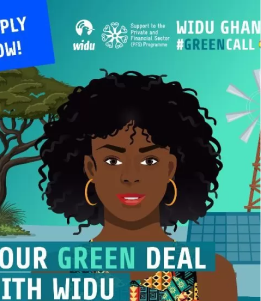 PPLY
OW!
widu
Support to the
Private and
Financial Sector
(PFS) Programme
WIDU GHAN
#GREENCALL
OUR GREEN DEAL
ITH WIDU